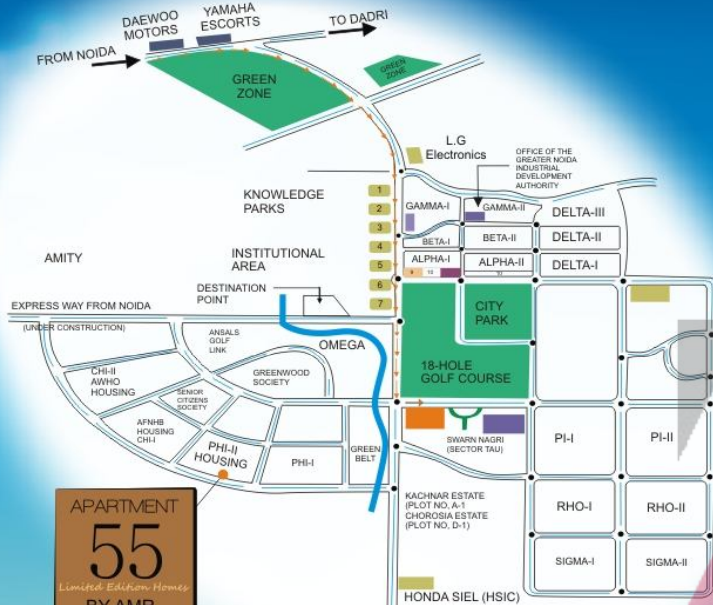 DAEWOO
MOTORS
YAMAHA
ESCORTS
TO DADRI
FROM NOIDA
GREEN
ZONE
GREEN
ZONE
L.G
Electronics
OFFICE OF THE
GREATER NOIDA
INDUSTRIAL
DEVELOPMENT
AUTHORITY
KNOWLEDGE
PARKS
1
2
3
4
5
6
7
GAMMA-I
GAMMA-II
DELTA-III
BETA-I
BETA-II
DELTA-II
ALPHA-I
ALPHA-II
DELTA-I
9
10
10
AMITY
INSTITUTIONAL
AREA
DESTINATION
POINT
EXPRESS WAY FROM NOIDA
(UNDER CONSTRUCTION)
CITY
PARK
18-HOLE
GOLF COURSE
ANSALS
GOLF
LINK
OMEGA
CHI-II
AWHO
HOUSING
GREENWOOD
SOCIETY
SENIOR
CITIZENS
SOCIETY
AFNHB
HOUSING
CHI-I
PHI-II
HOUSING
PHI-I
GREEN
BELT
SWARN NAGRI
(SECTOR TAU)
PI-I
PI-II
KACHNAR ESTATE
(PLOT NO, A-1
CHOROSIA ESTATE
(PLOT NO, D-1)
RHO-I
RHO-II
SIGMA-I
SIGMA-II
HONDA SIEL (HSIC)
APARTMENT
55
Limited Edition Homes
BY AMR